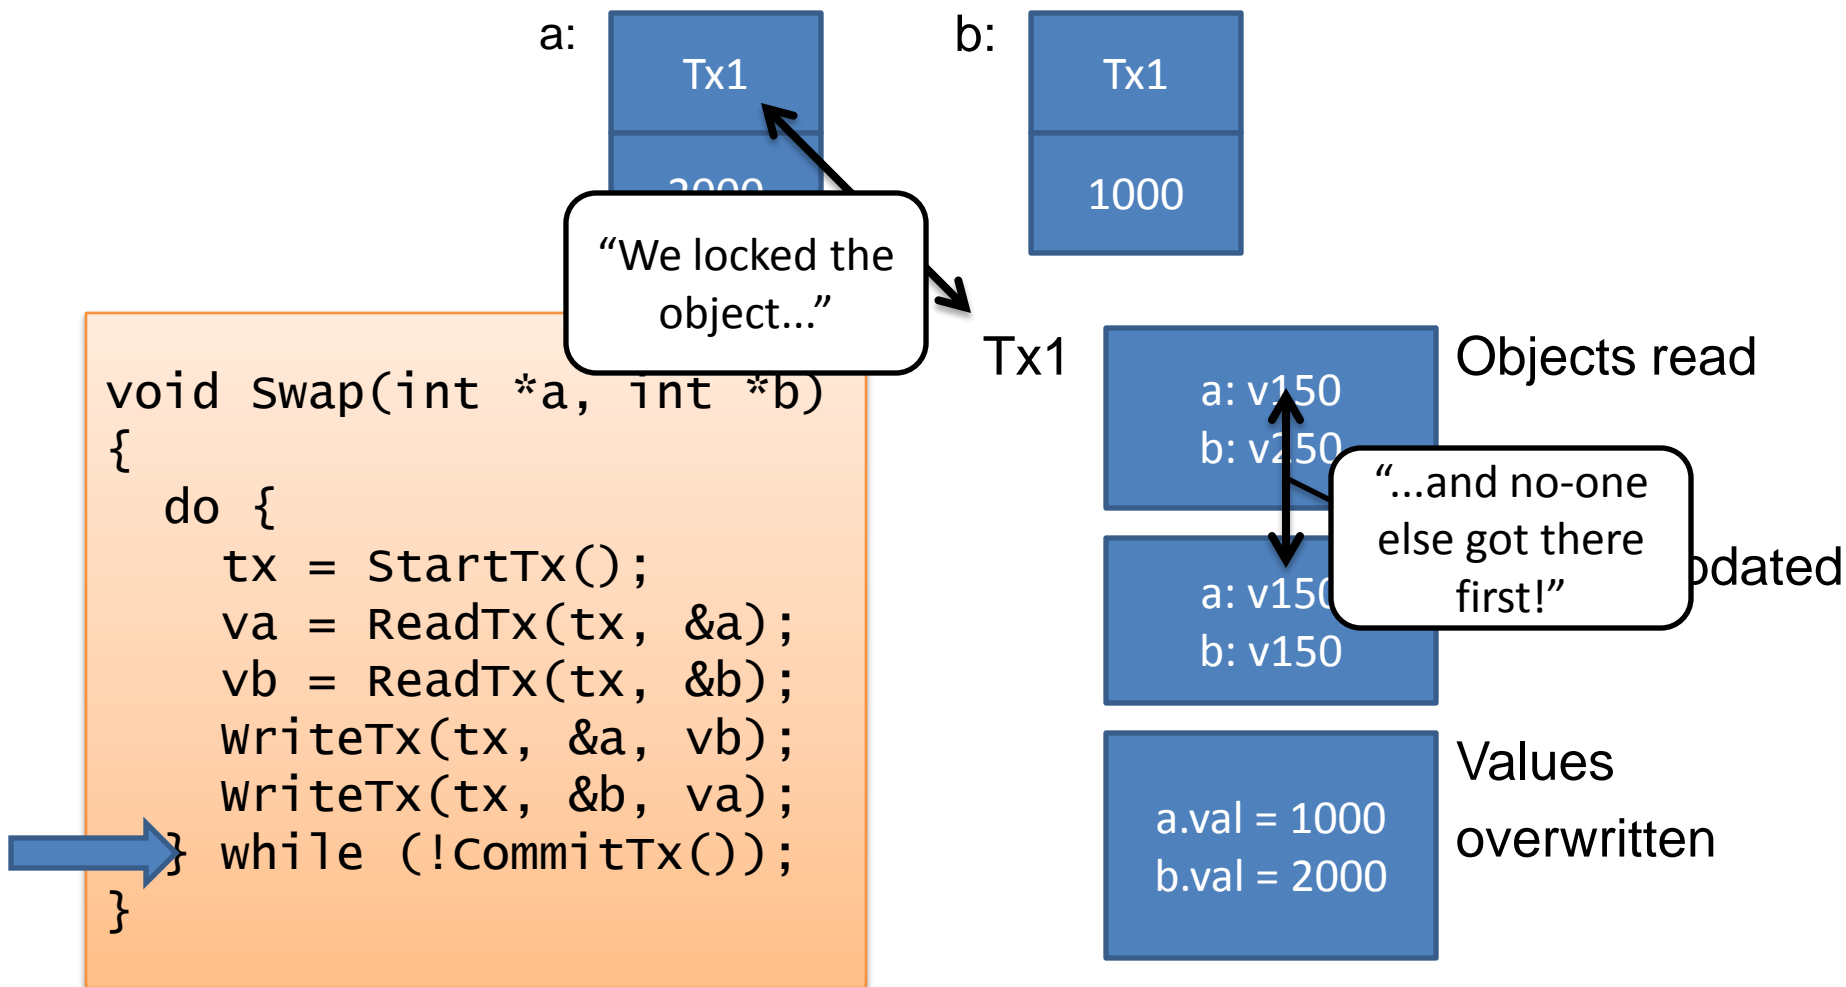 a:
Tx1
b:
Tx1
1000
“We locked the
object...”
void Swap(int *a, int *b)
{
do {
tx = StartTx();
va = ReadTx(tx, &a);
vb = ReadTx(tx, &b);
WriteTx(tx, &a, vb);
WriteTx(tx, &b, va);
} while (!CommitTx());
}
Tx1
a: v150
b: v250
Objects read
“...and no-one
else got there
first!”
a: v150
b: v150
pdated
a.val = 1000
b.val = 2000
Values
overwritten